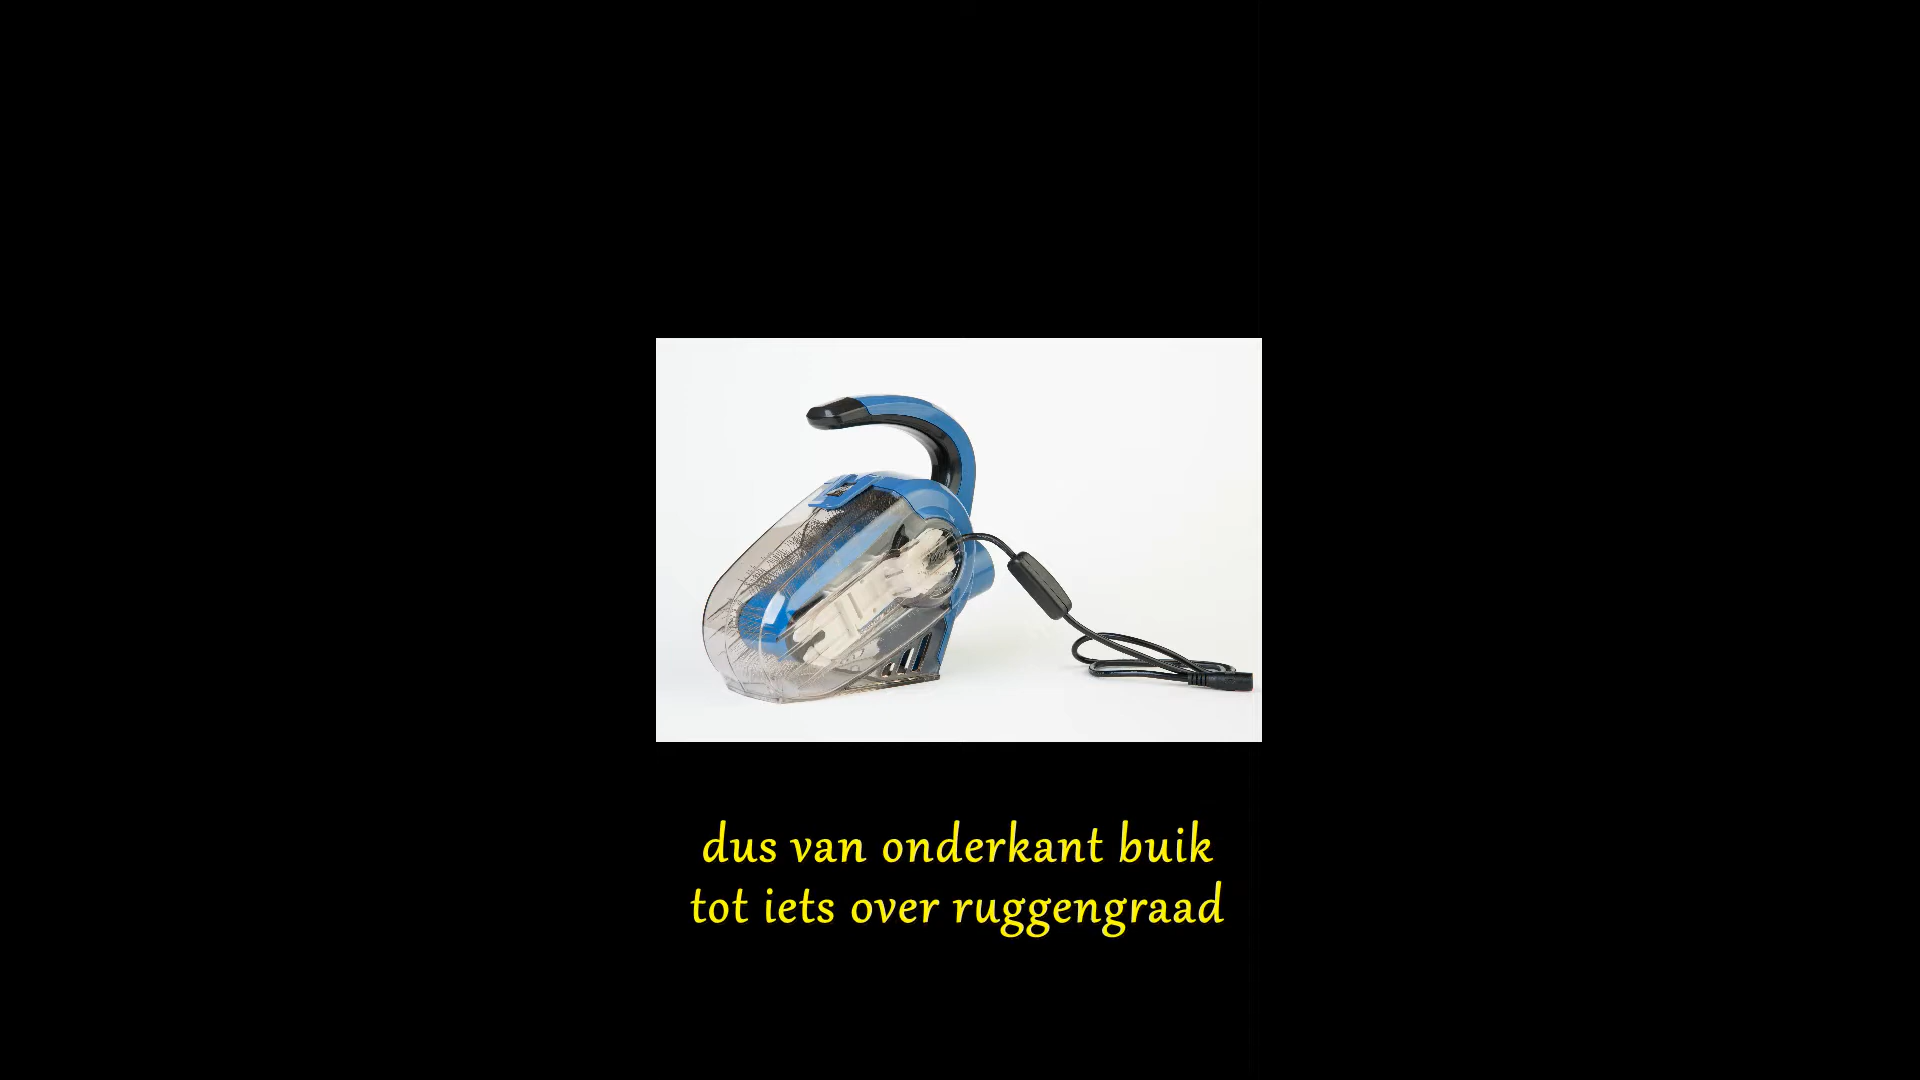 dus van onderkant buik
tot iets over ruggengraad